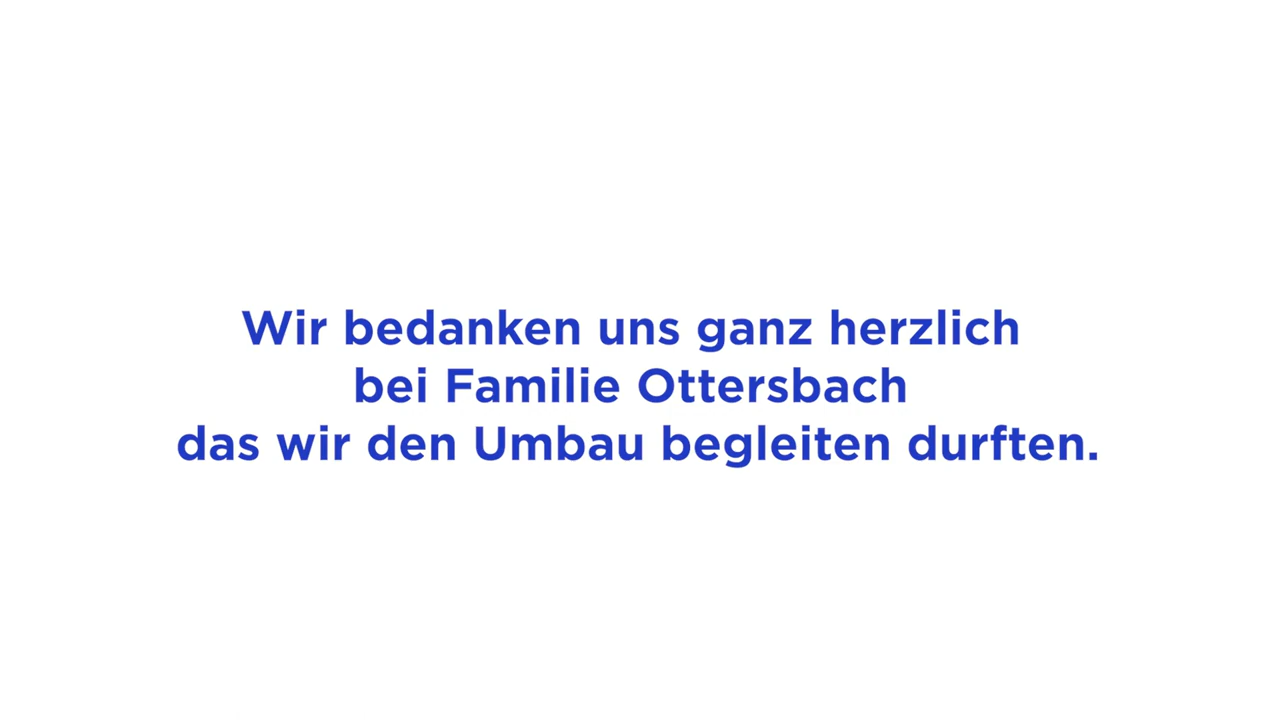 Wir bedanken uns ganz herzlich
bei Familie Ottersbach
das wir den Umbau begleiten durften.